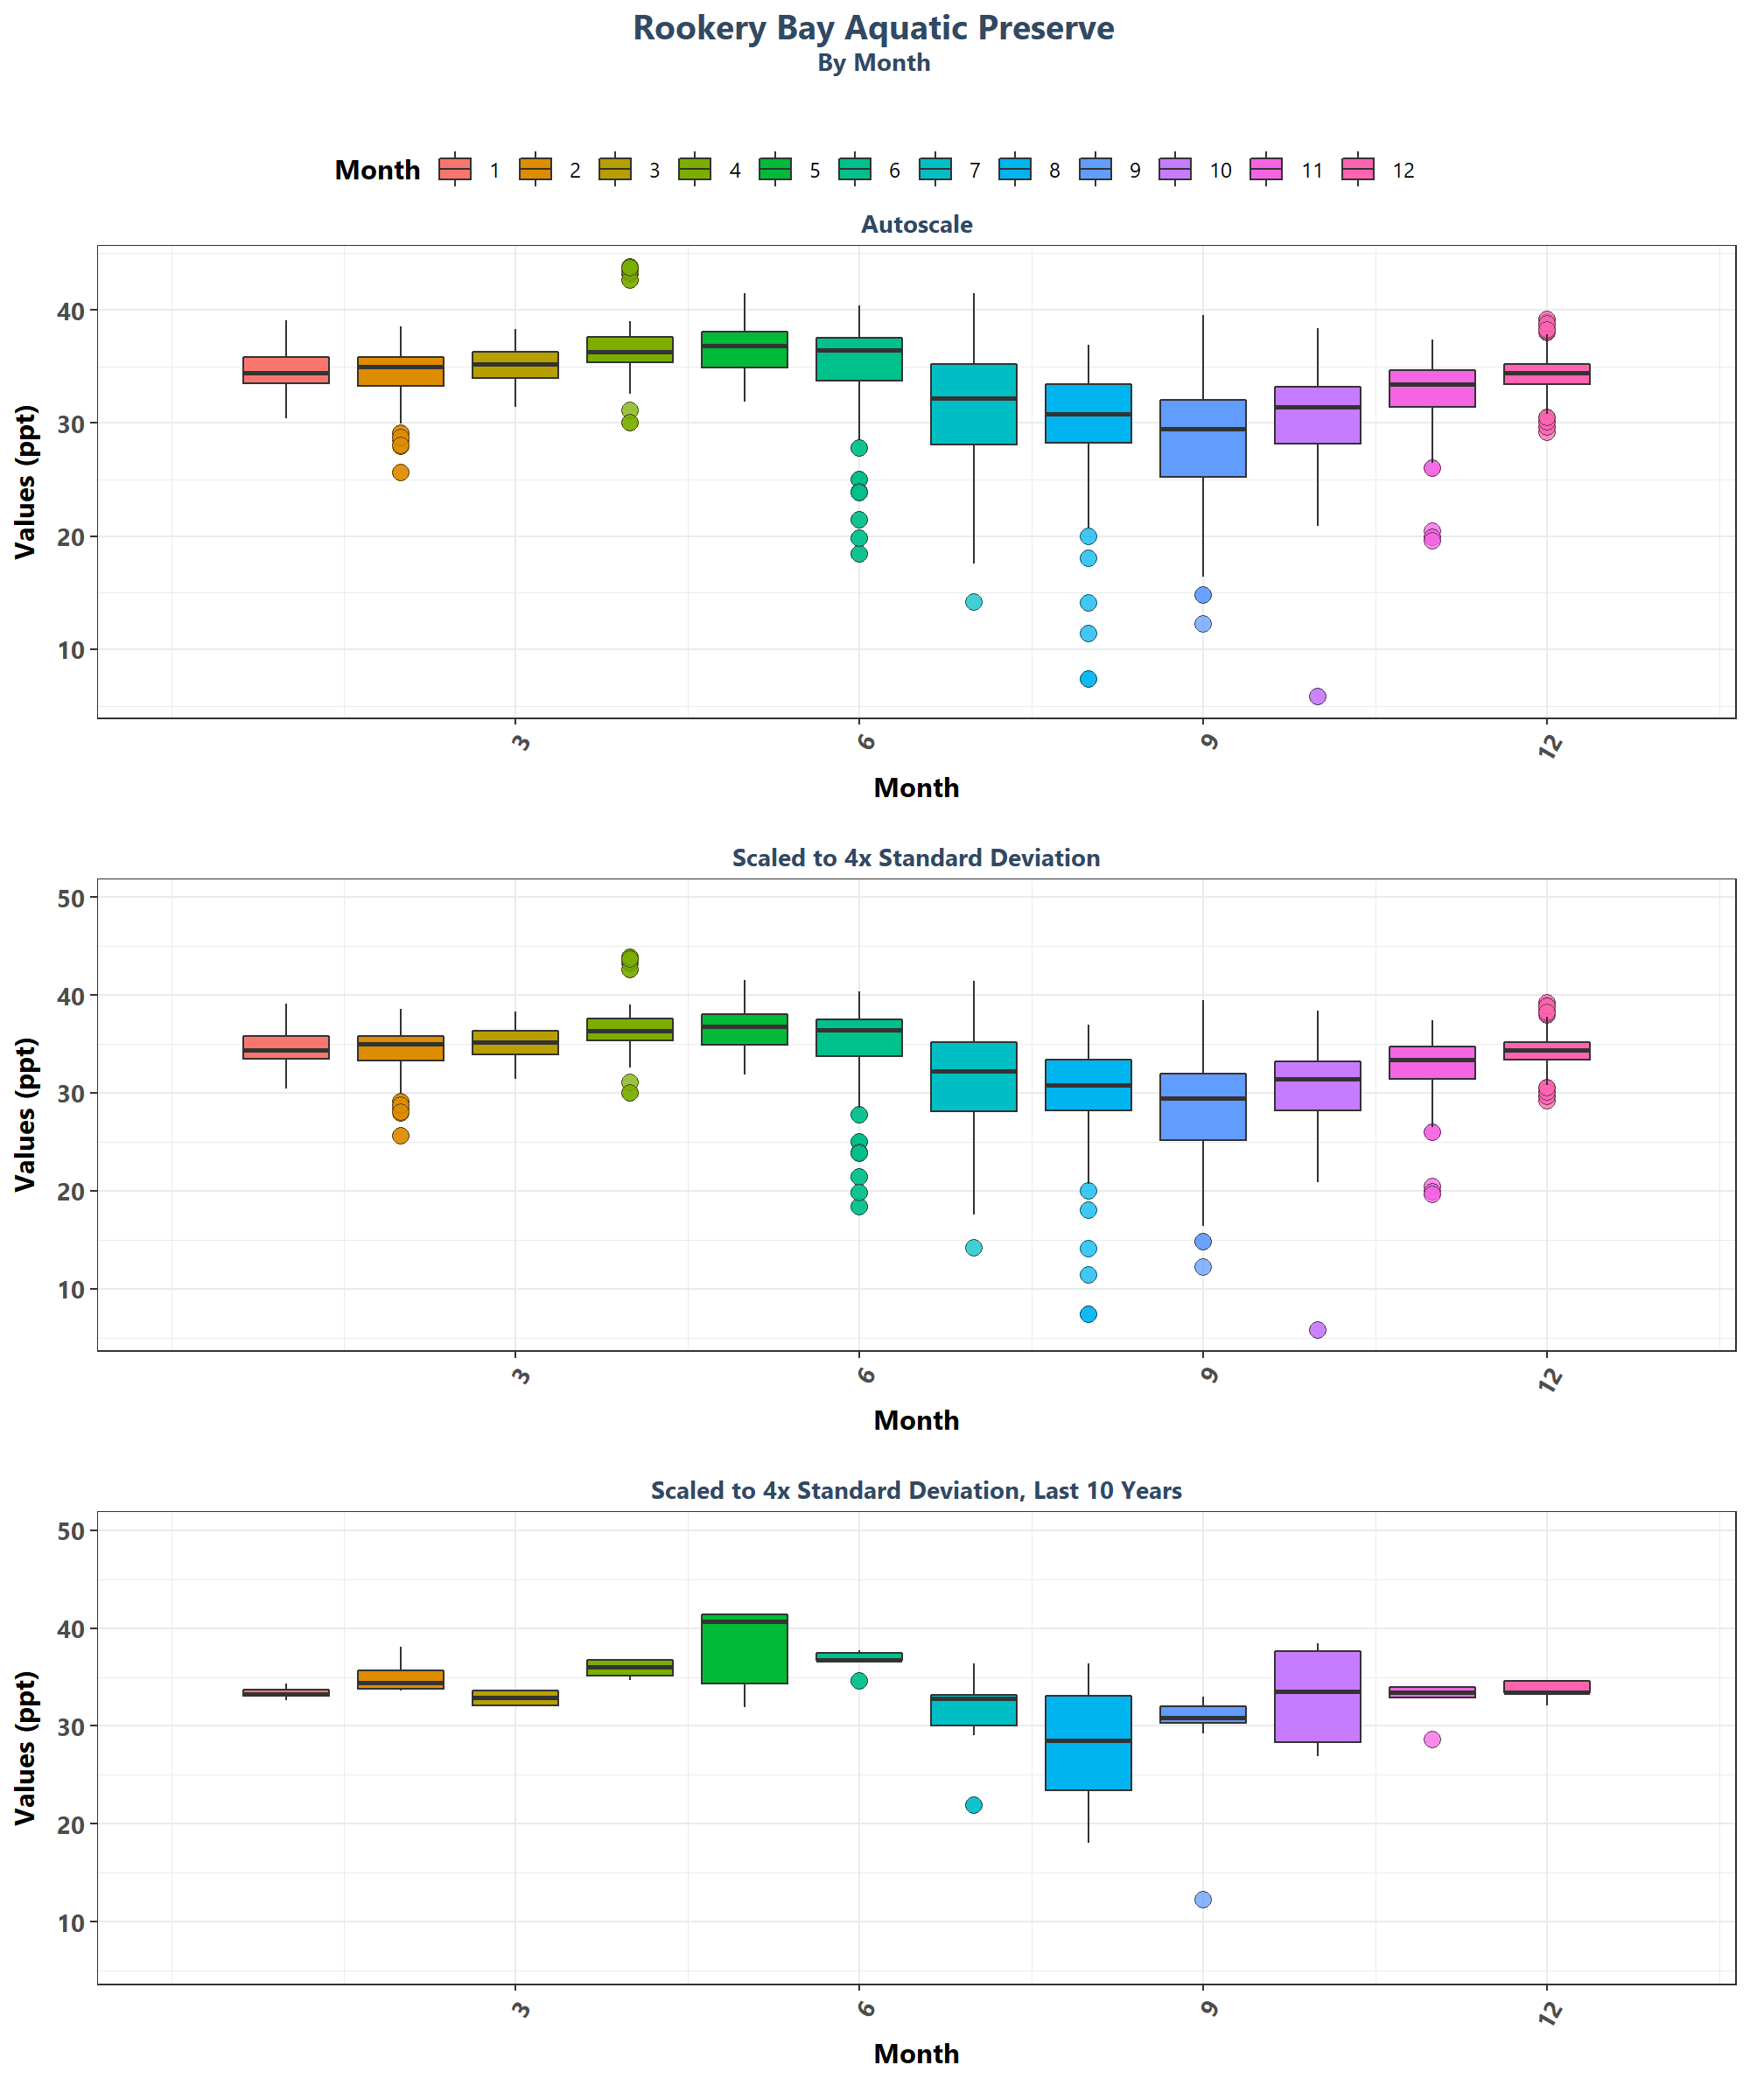 Rookery Bay Aquatic Preserve
By Month
Month 1 2 3 4 5 6 7 8 9 10 11 12
Autoscale
Values (ppt)
40
30
20
10
3 6 9 12
Month
Scaled to 4x Standard Deviation
Values (ppt)
50
40
30
20
10
3 6 9 12
Month
Scaled to 4x Standard Deviation, Last 10 Years
Values (ppt)
50
40
30
20
10
3 6 9 12
Month